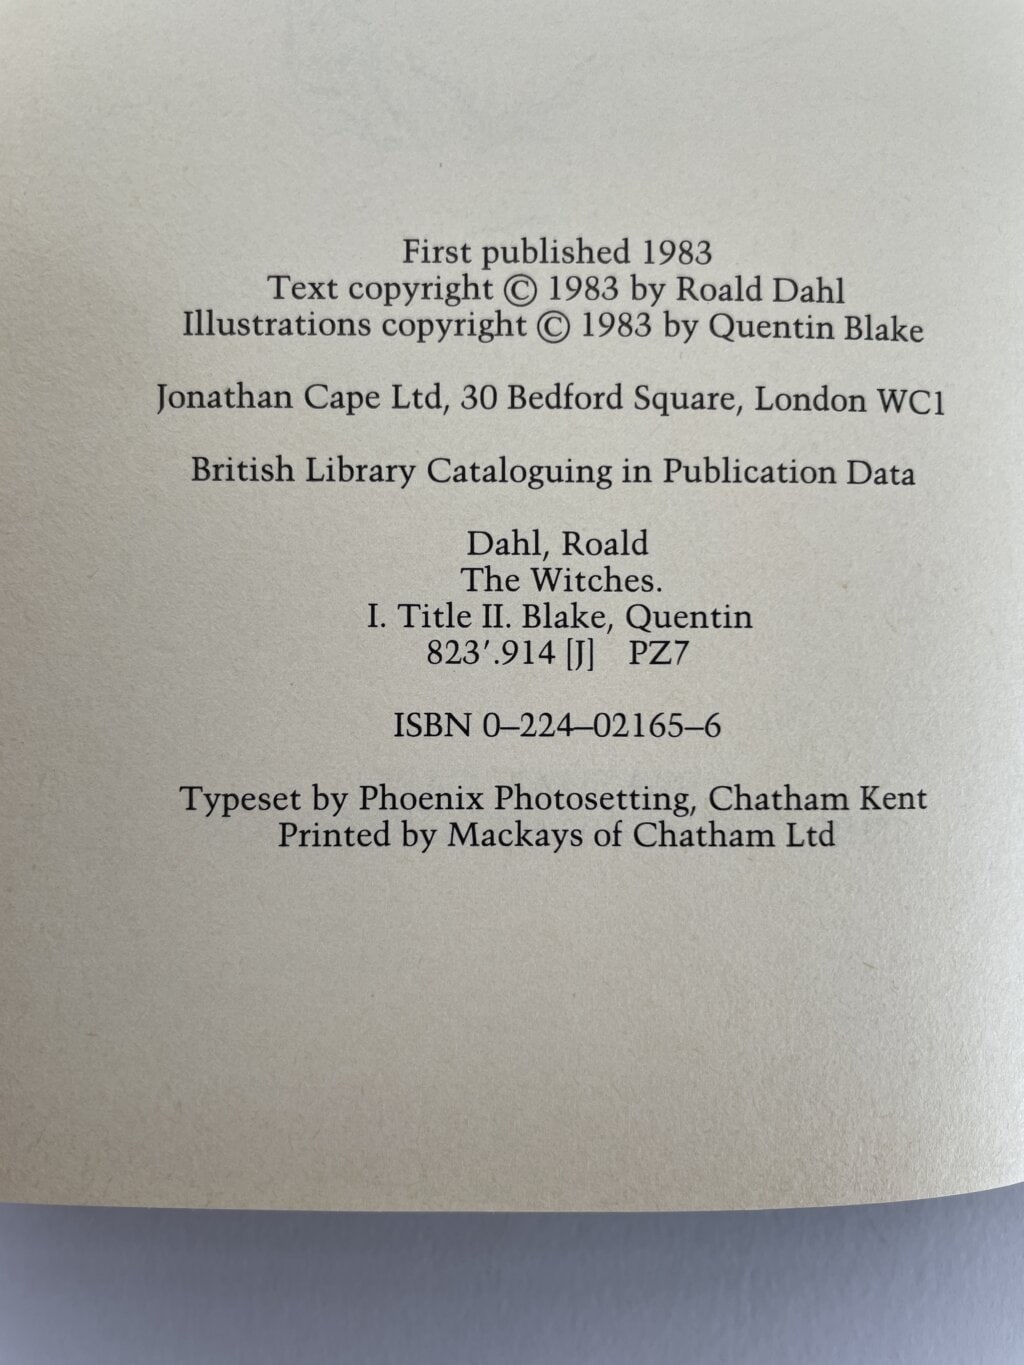 First published 1983
Text copyright © 1983 by Roald Dahl
Illustrations copyright © 1983 by Quentin Blake
Jonathan Cape Ltd, 30 Bedford Square, London WC1
British Library Cataloguing in Publication Data
Dahl, Roald
The Witches.
I. Title II. Blake, Quentin
823′.914 [J] PZ7
ISBN 0–224–02165–6
Typeset by Phoenix Photosetting, Chatham Kent
Printed by Mackays of Chatham Ltd